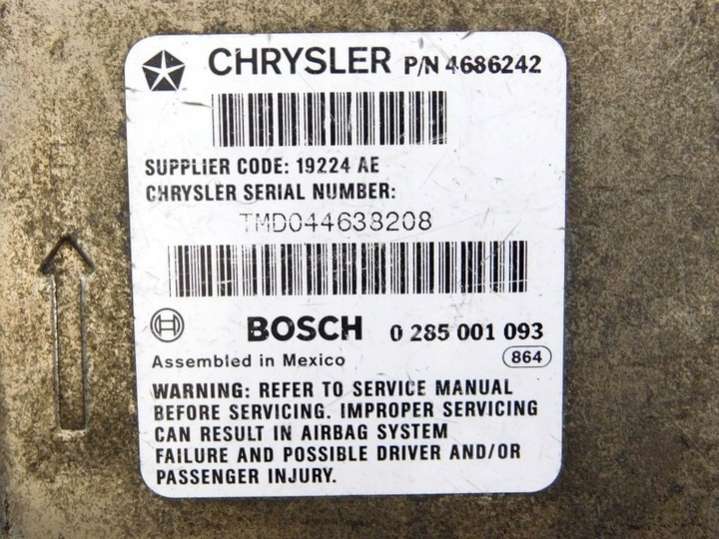 CHRYSLER P/N 4686242
SUPPLIER CODE: 19224 AE
CHRYSLER SERIAL NUMBER:
TMD044638208
BOSCH 0 285 001 093
Assembled in Mexico 864
WARNING: REFER TO SERVICE MANUAL
BEFORE SERVICING. IMPROPER SERVICING
CAN RESULT IN AIRBAG SYSTEM
FAILURE AND POSSIBLE DRIVER AND/OR
PASSENGER INJURY.